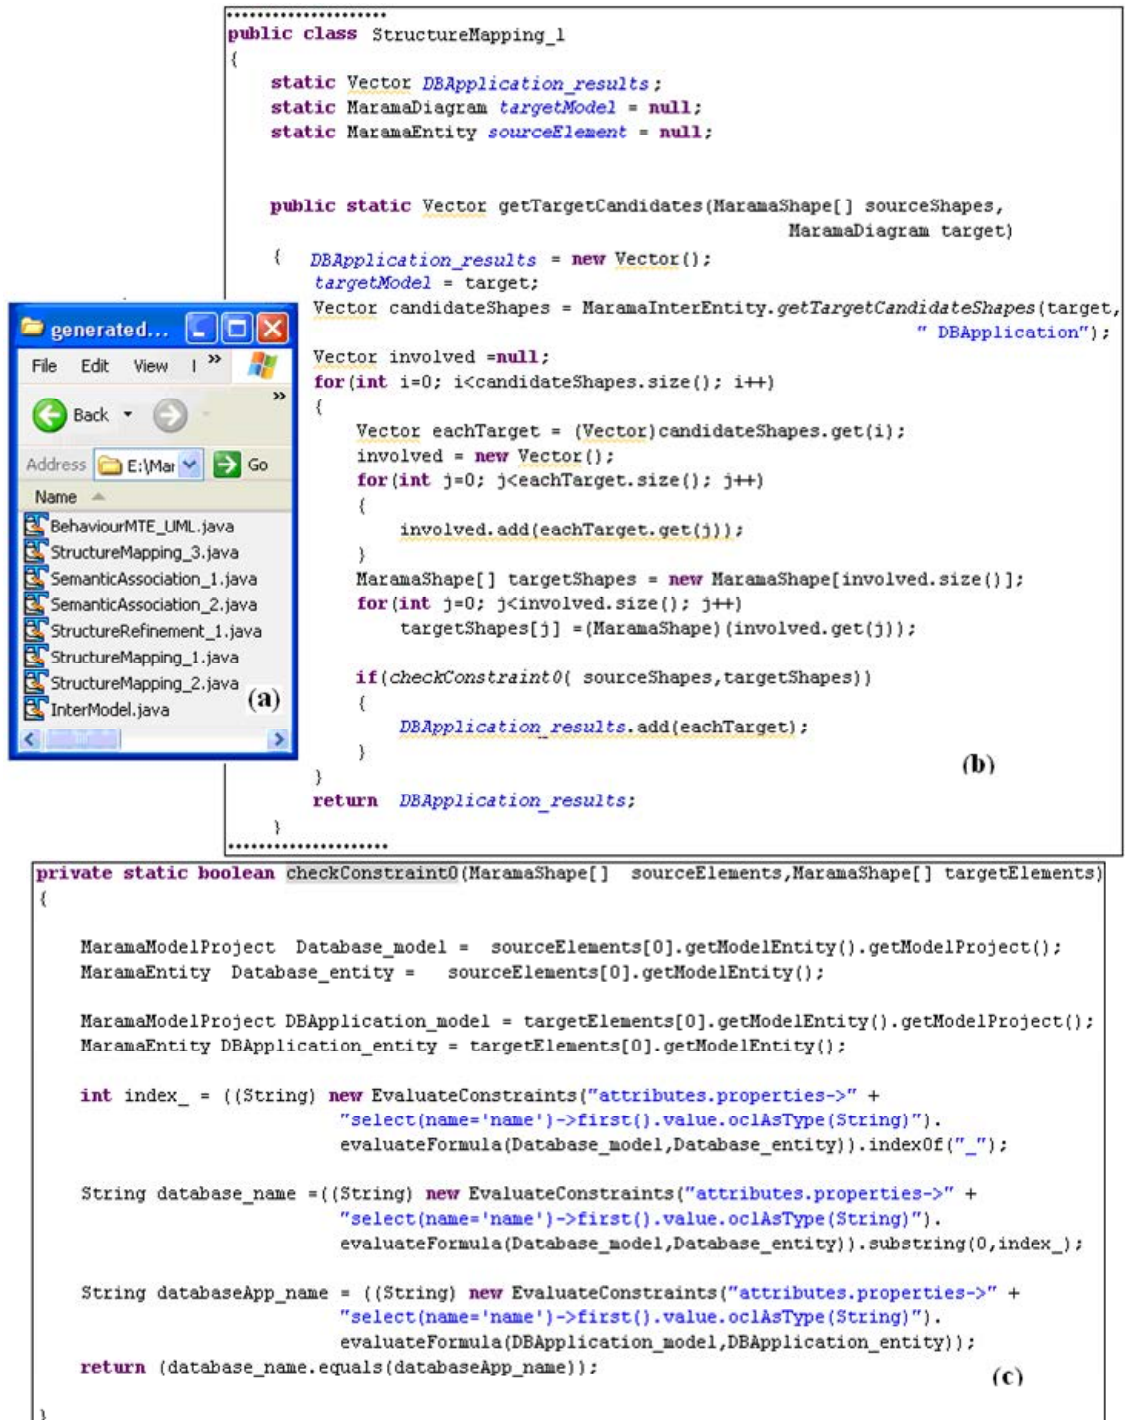 public class StructureMapping_1
{
static Vector DBApplication_results;
static MaramaDiagram targetModel = null;
static MaramaEntity sourceElement = null;
public static Vector getTargetCandidates(MaramaShape[] sourceShapes,
MaramaDiagram target)
{ DBApplication_results = new Vector();
targetModel = target;
Vector candidateShapes = MaramaInterEntity.getTargetCandidateShapes(target,
" DBApplication");
Vector involved =null;
for(int i=0; i<candidateShapes.size(); i++)
{
Vector eachTarget = (Vector)candidateShapes.get(i);
involved = new Vector();
for(int j=0; j<eachTarget.size(); j++)
{
involved.add(eachTarget.get(j));
}
MaramaShape[] targetShapes = new MaramaShape[involved.size()];
for(int j=0; j<involved.size(); j++)
targetShapes[j] =(MaramaShape)(involved.get(j));
if(checkConstraint0( sourceShapes,targetShapes))
{
DBApplication_results.add(eachTarget);
}
}
return DBApplication_results;
}
(b)
generated...
File Edit View I »
Back
»
Address E:\Mar Go
Name
BehaviourMTE_UML.java
StructureMapping_3.java
SemanticAssociation_1.java
SemanticAssociation_2.java
StructureRefinement_1.java
StructureMapping_1.java
StructureMapping_2.java
InterModel.java
(a)
private static boolean checkConstraint0(MaramaShape[] sourceElements,MaramaShape[] targetElements)
{
MaramaModelProject Database_model = sourceElements[0].getModelEntity().getModelProject();
MaramaEntity Database_entity = sourceElements[0].getModelEntity();
MaramaModelProject DBApplication_model = targetElements[0].getModelEntity().getModelProject();
MaramaEntity DBApplication_entity = targetElements[0].getModelEntity();
int index_ = ((String) new EvaluateConstraints("attributes.properties->" +
"select(name='name')->first().value.oclAsType(String)").
evaluateFormula(Database_model,Database_entity)).indexOf("_");
String database_name =((String) new EvaluateConstraints("attributes.properties->" +
"select(name='name')->first().value.oclAsType(String)").
evaluateFormula(Database_model,Database_entity)).substring(0,index_);
String databaseApp_name = ((String) new EvaluateConstraints("attributes.properties->" +
"select(name='name')->first().value.oclAsType(String)").
evaluateFormula(DBApplication_model,DBApplication_entity));
return (database_name.equals(databaseApp_name));
(c)
}